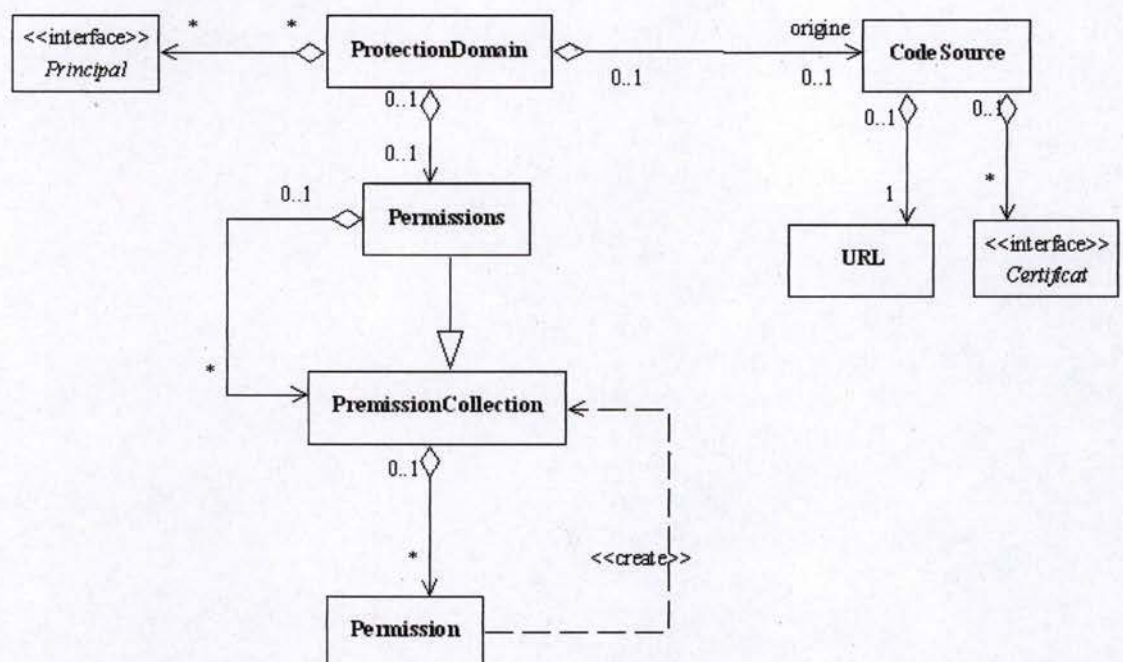 <<interface>>
Principal
*
*
ProtectionDomain
0.1
origine
0.1
CodeSource
0..1
0..1
0..1
1
0..1
*
URL
<<interface>>
Certificat
0..1
Permissions
*
PremissionCollection
0..1
*
<<create>>
Permission